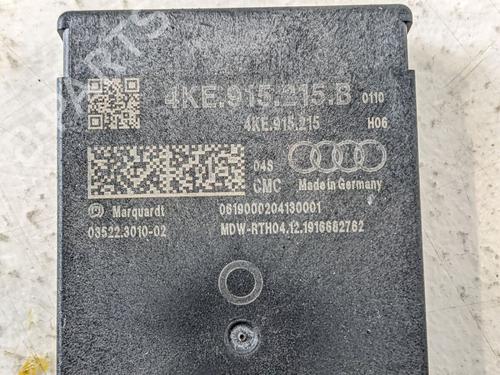 4KE.915.215.B 0110
4KE.915.215 H06
04S
CMC Made in Germany
Marquardt 0619000204130001
03522.3010-02 MDW-RTH04.12.1916682762
B-PARTS